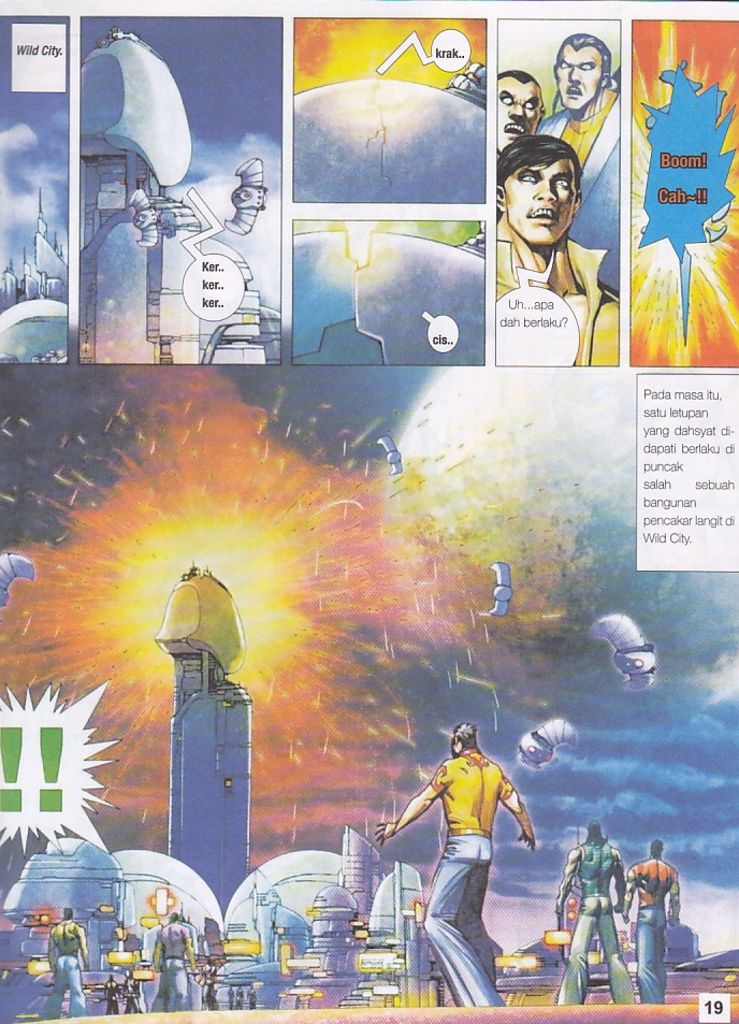 Wild City.
Ker..
ker..
ker..
krak..
cis..
Uh...apa
dah berlaku?
Boom!
Cah~!!
Pada masa itu,
satu letupan
yang dahsyat di-
dapati berlaku di
puncak
salah sebuah
bangunan
pencakar langit di
Wild City.
!!
19